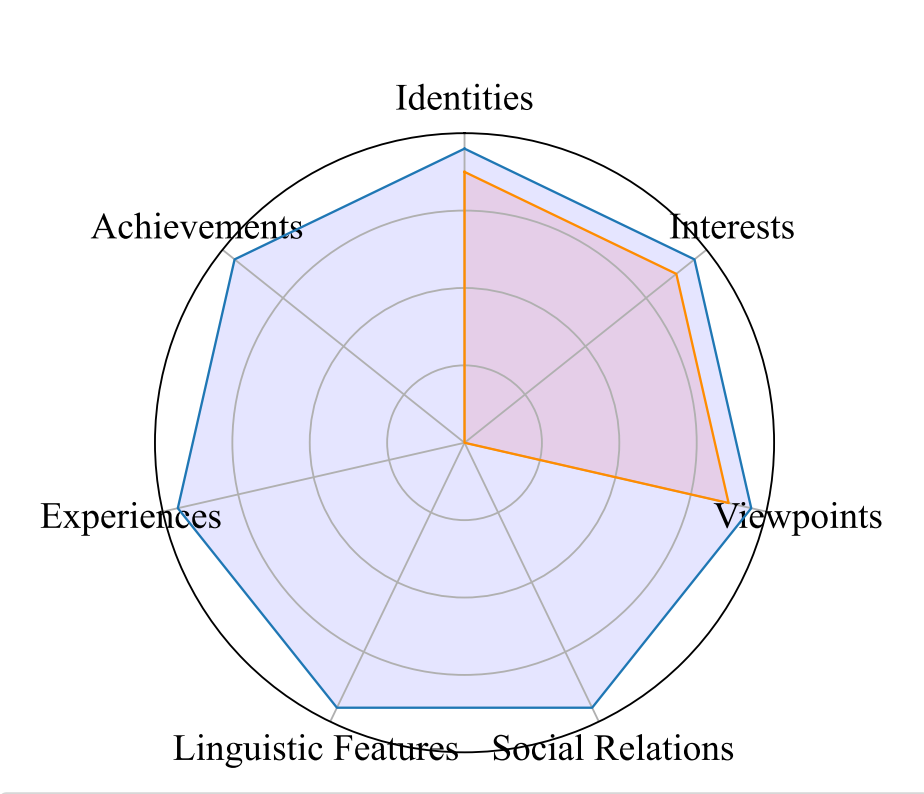 Identities
Achievements
Interests
Experiences
Viewpoints
Linguistic Features
Social Relations